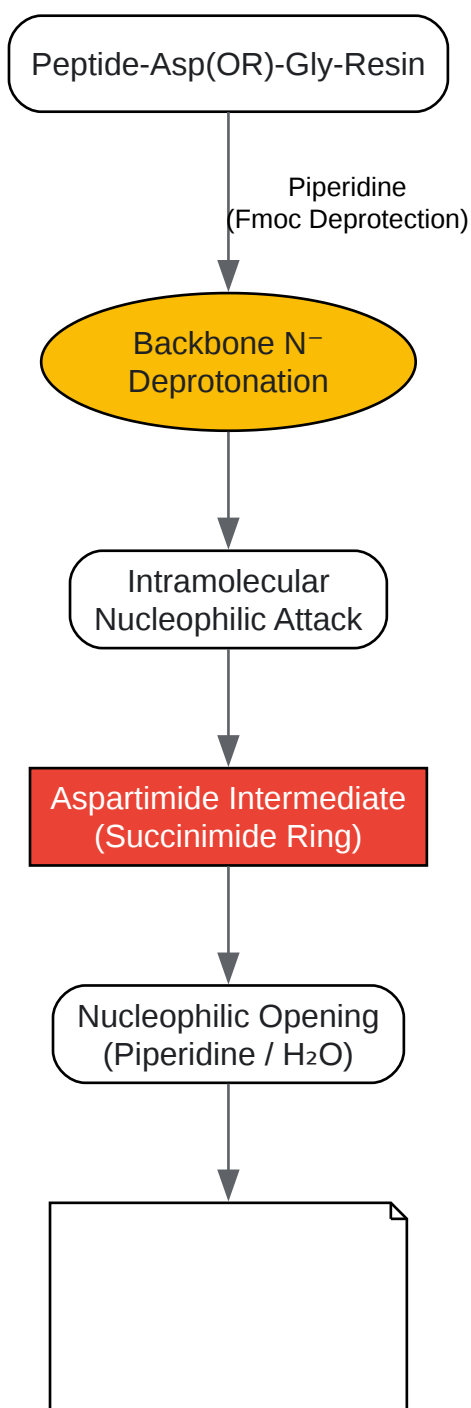 Peptide-Asp(OR)-Gly-Resin
Piperidine
(Fmoc Deprotection)
Backbone N⁻
Deprotonation
Intramolecular
Nucleophilic Attack
Aspartimide Intermediate
(Succinimide Ring)
Nucleophilic Opening
(Piperidine / H₂O)